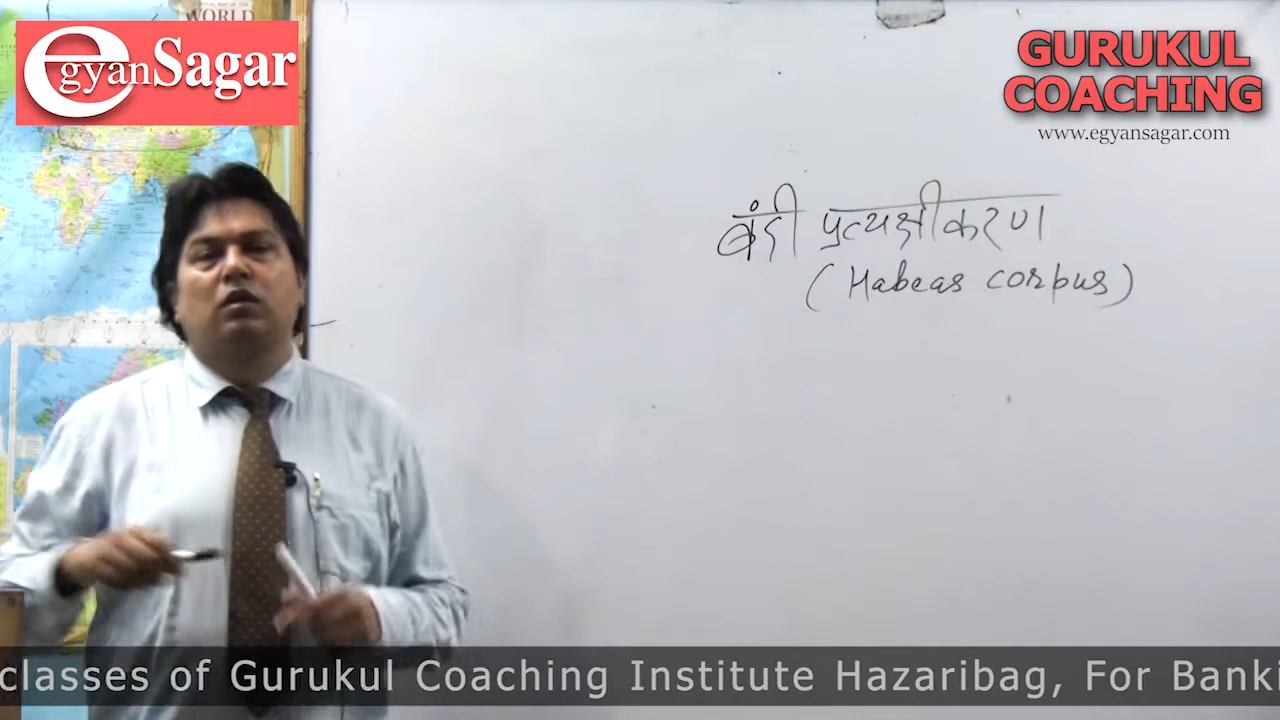 WORLD
egyanSagar
GURUKUL
COACHING
www.egyansagar.com
बंदी प्रत्यक्षीकरण
(Habeas corpus)
classes of Gurukul Coaching Institute Hazaribag, For Banki